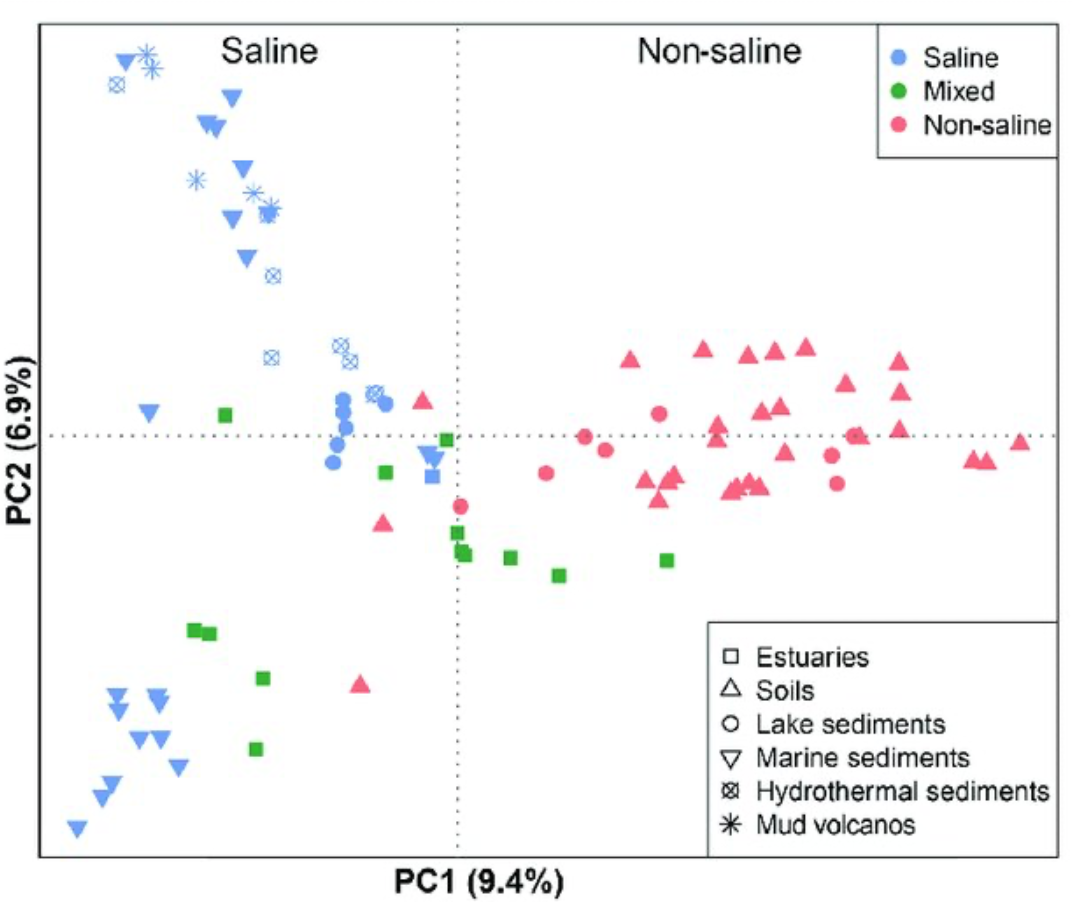 Saline
Non-saline
Saline
Mixed
Non-saline
PC2 (6.9%)
Estuaries
Soils
Lake sediments
Marine sediments
Hydrothermal sediments
Mud volcanos
PC1 (9.4%)